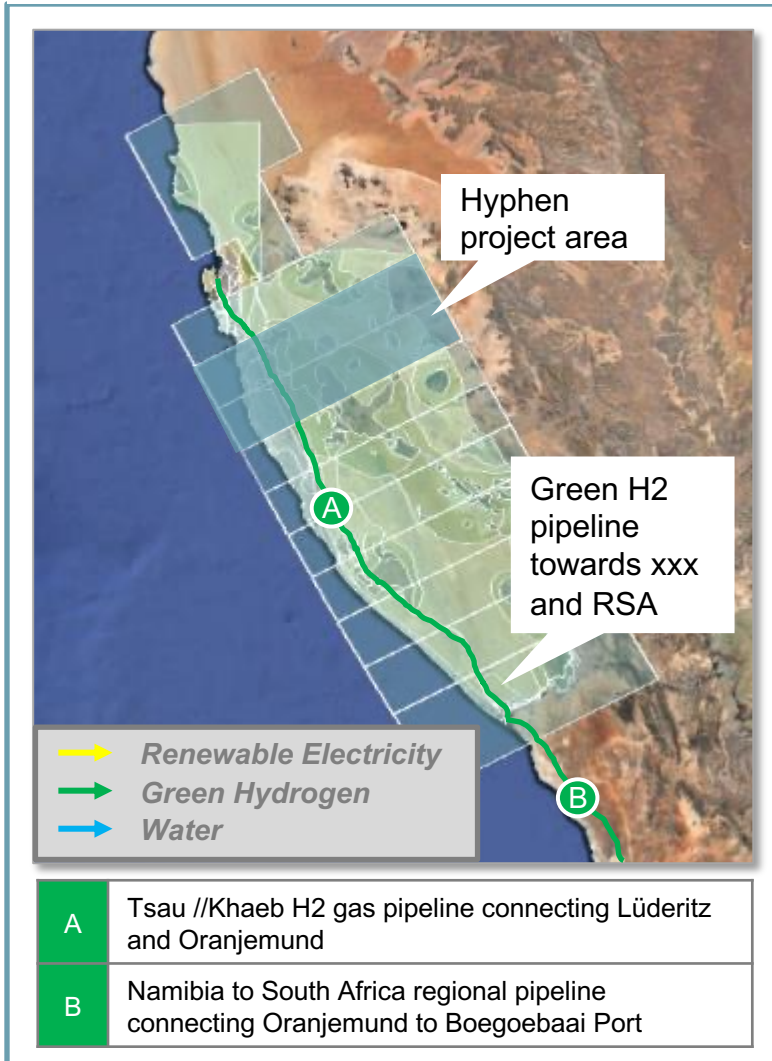 Hyphen
project area
Green H2
pipeline
towards xxx
and RSA
A
B
Renewable Electricity
Green Hydrogen
Water
A
Tsau //Khaeb H2 gas pipeline connecting Lüderitz
and Oranjemund
B
Namibia to South Africa regional pipeline
connecting Oranjemund to Boegoebaai Port